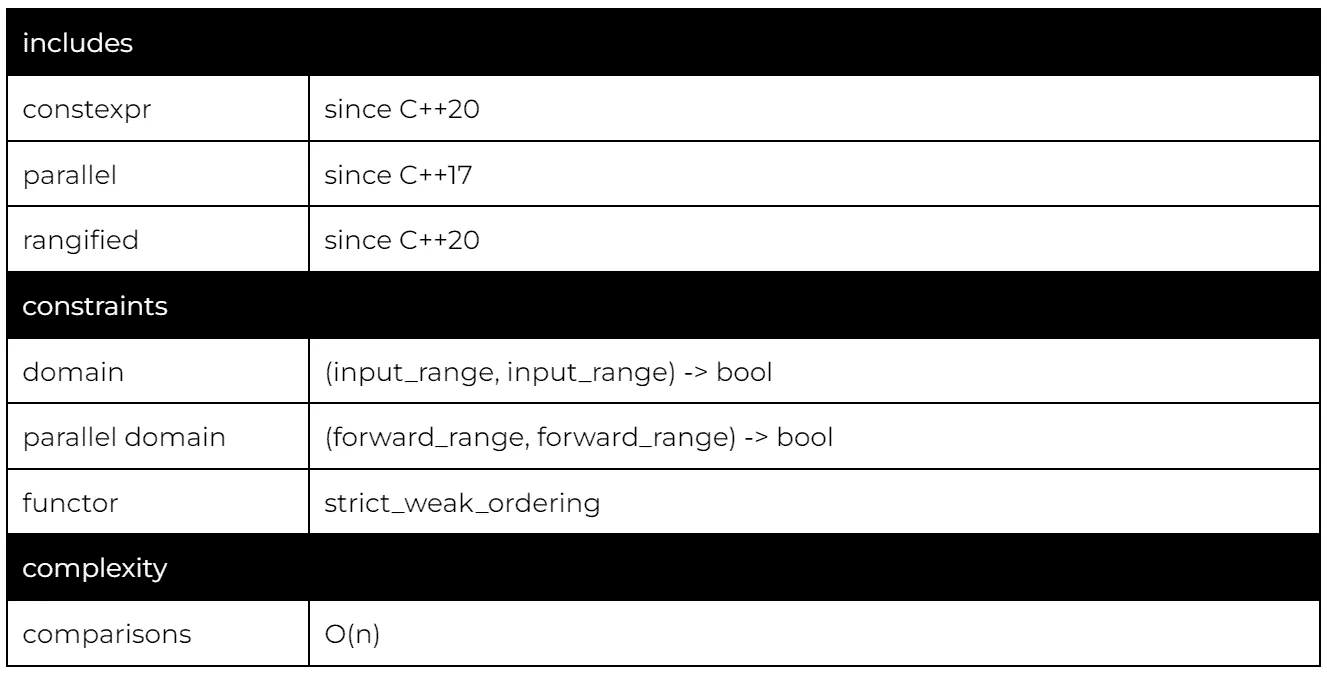 includes
constexpr since C++20
parallel since C++17
rangified since C++20
constraints
domain (input_range, input_range) -> bool
parallel domain (forward_range, forward_range) -> bool
functor strict_weak_ordering
complexity
comparisons O(n)